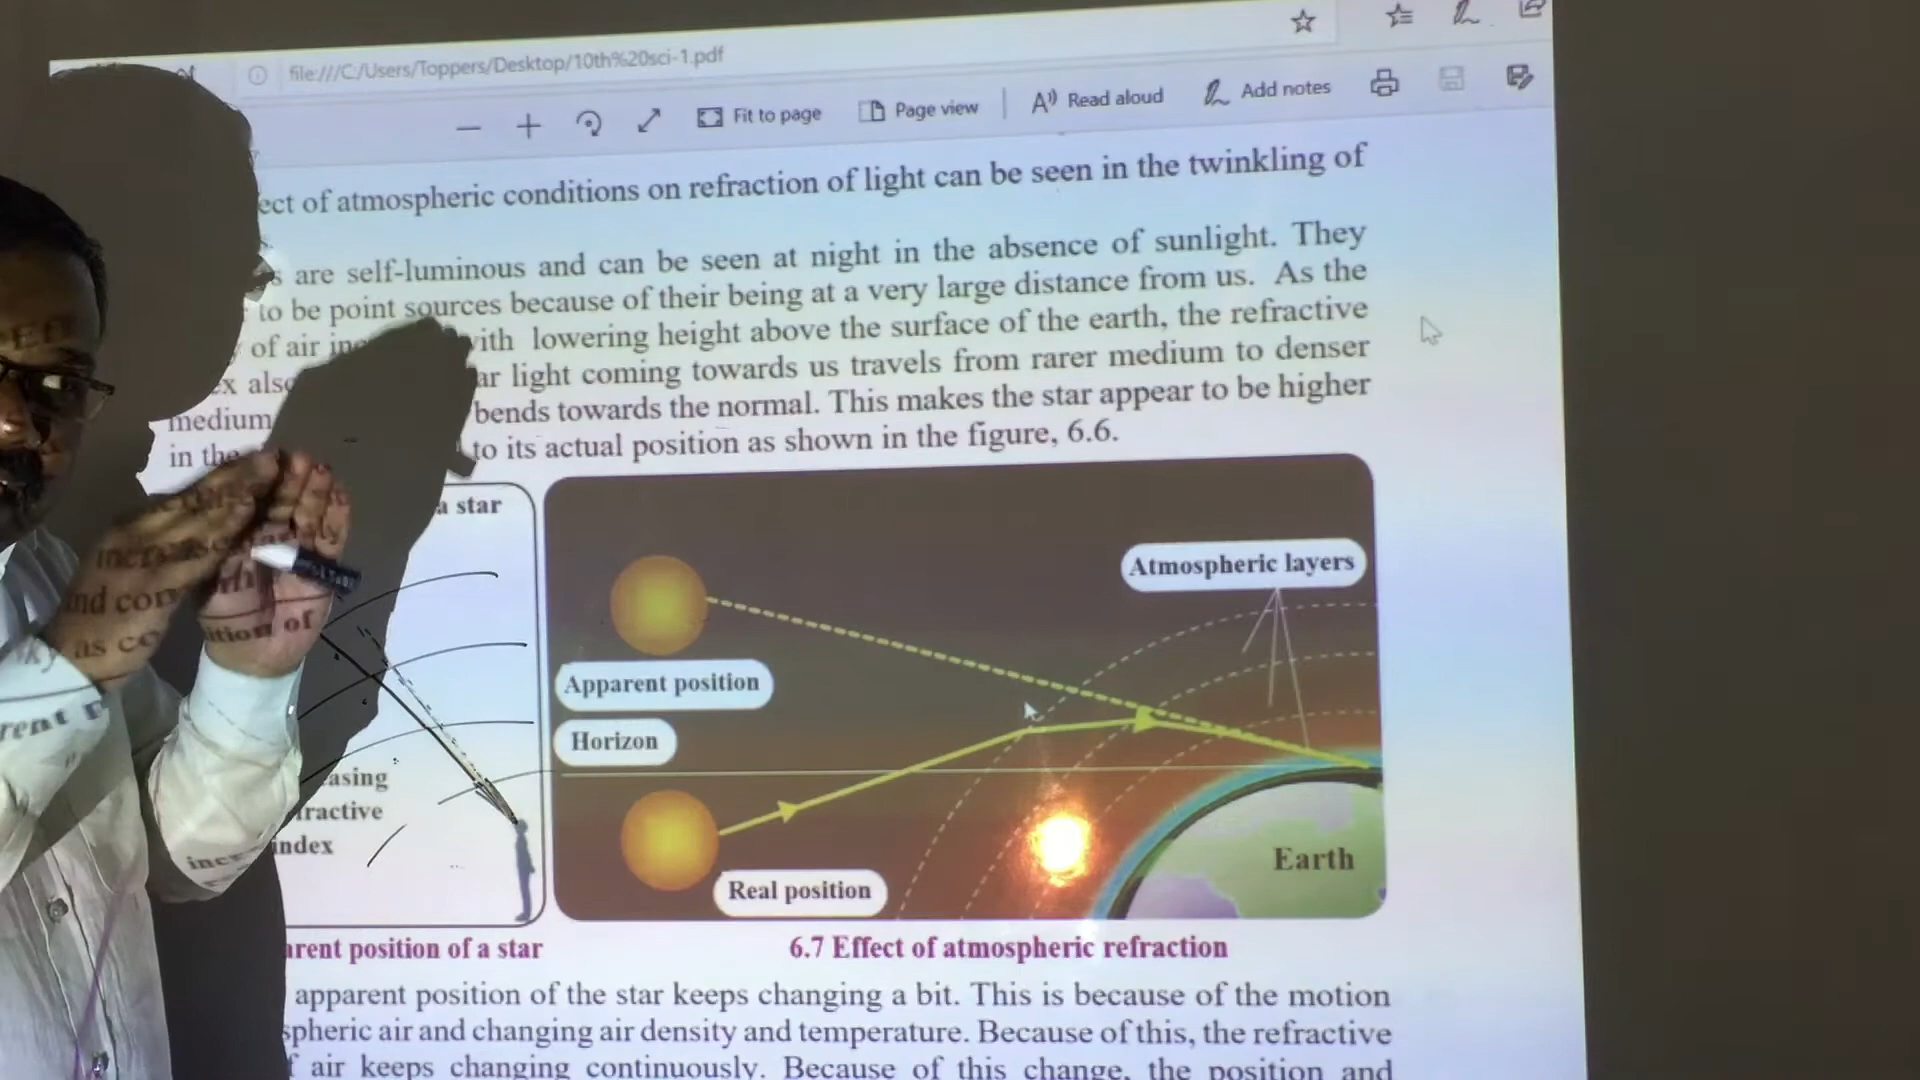 file:///C:/Users/Toppers/Desktop/10th%20sci-1.pdf
Fit to page
Page view
Read aloud
Add notes
ect of atmospheric conditions on refraction of light can be seen in the twinkling of
s are self-luminous and can be seen at night in the absence of sunlight. They
to be point sources because of their being at a very large distance from us. As the
of air with lowering height above the surface of the earth, the refractive
x also ar light coming towards us travels from rarer medium to denser
medium bends towards the normal. This makes the star appear to be higher
in the to its actual position as shown in the figure, 6.6.
a star
Atmospheric layers
Apparent position
Horizon
Real position
Earth
asing
ractive
index
arent position of a star
6.7 Effect of atmospheric refraction
apparent position of the star keeps changing a bit. This is because of the motion
spheric air and changing air density and temperature. Because of this, the refractive
f air keeps changing continuously. Because of this change, the position and